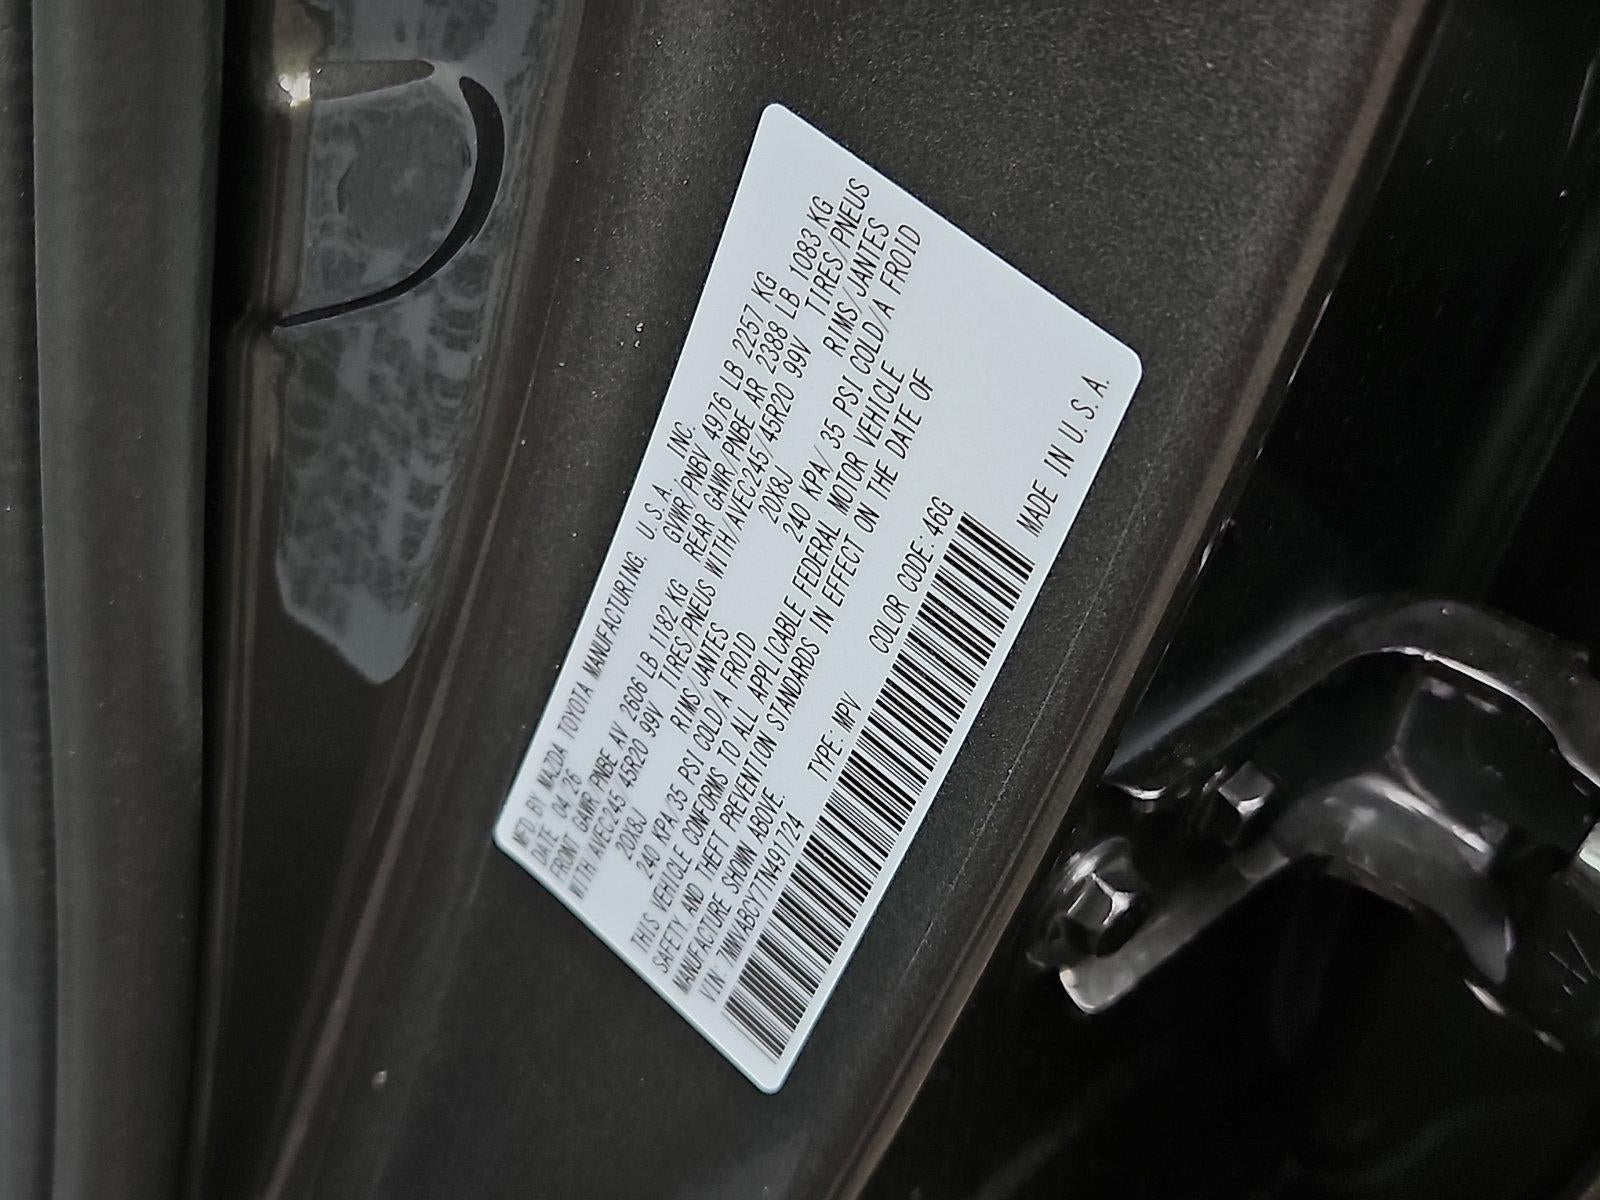 MFD BY MAZDA TOYOTA MANUFACTURING, U.S.A. INC.
DATE 04/26 GVWR/PNBV 4976 LB 2257 KG
FRONT GAWR/PNBE AV 2606 LB 1182 KG REAR GAWR/PNBE AR 2388 LB 1083 KG
WITH/AVEC245/45R20 99V TIRES/PNEUS WITH/AVEC245/45R20 99V TIRES/PNEUS
20X8J RIMS/JANTES 20X8J RIMS/JANTES
240 KPA/35 PSI COLD/A FROID 240 KPA/35 PSI COLD/A FROID
THIS VEHICLE CONFORMS TO ALL APPLICABLE FEDERAL MOTOR VEHICLE
SAFETY AND THEFT PREVENTION STANDARDS IN EFFECT ON THE DATE OF
MANUFACTURE SHOWN ABOVE.
VIN: 7MMVABCY7TN491724 TYPE: MPV COLOR CODE: 46G
MADE IN U.S.A.